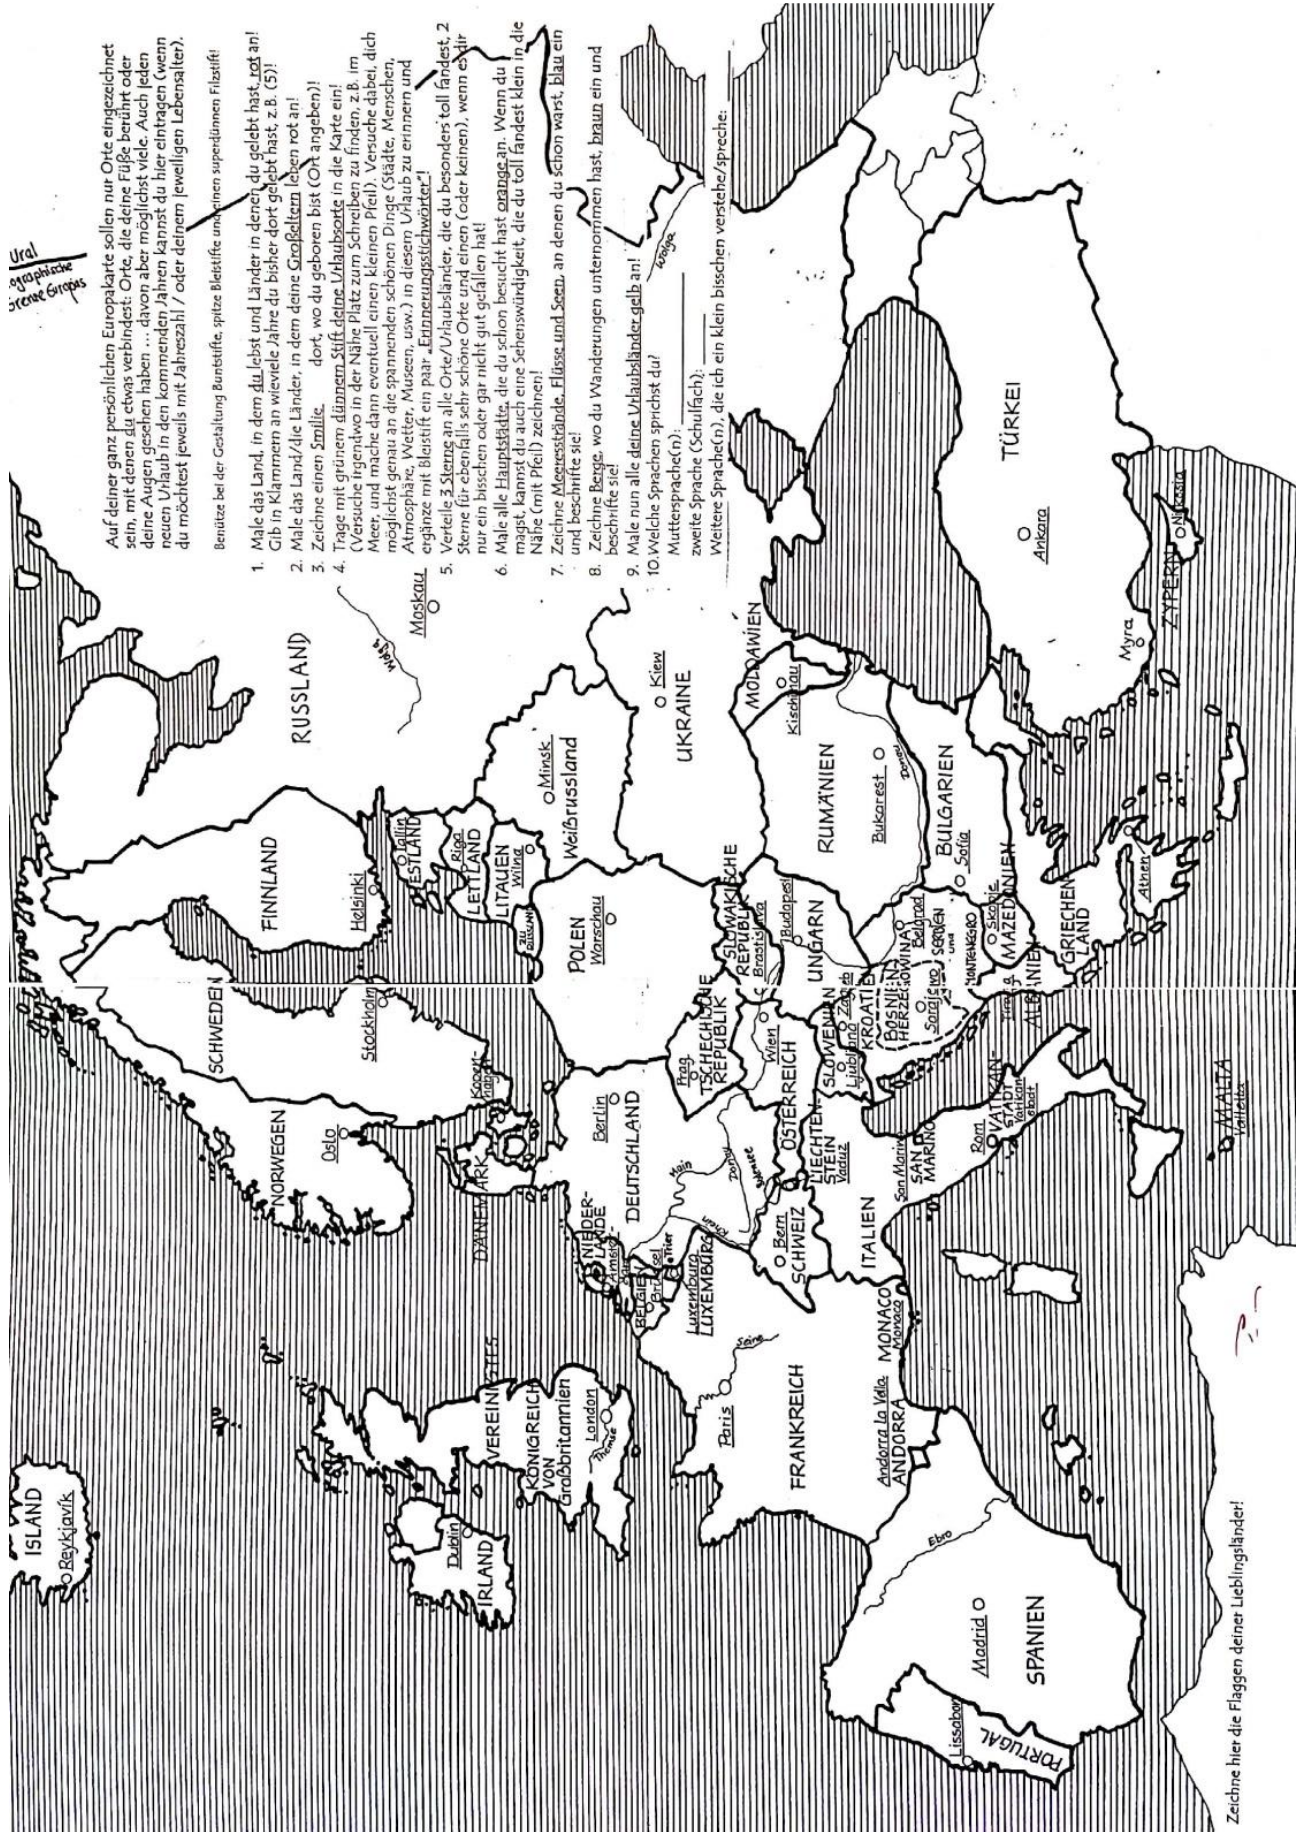 Ural
Auf deiner ganz persönlichen Europakarte sollen nur Orte eingezeichnet
sein, mit denen du etwas verbindest: Orte, die deine Füße berührt oder
deine Augen gesehen haben ... davon aber möglichst viele. Auch jeden
neuen Urlaub in den kommenden Jahren kannst du hier eintragen (wenn
du möchtest jeweils mit Jahreszahl / oder deinem jeweiligen Lebensalter).
Benütze bei der Gestaltung Buntstifte, spitze Bleistifte und einen superdünnen Filzstift!
1. Male das Land, in dem du lebst und Länder in denen du gelebt hast, rot an!
Gib in Klammern an wieviele Jahre du bisher dort gelebt hast, z.B. (5)!
2. Male das Land/die Länder, in dem deine Großeltern leben rot an!
3. Zeichne einen Smilie dort, wo du geboren bist (Ort angeben)!
4. Trage mit grünem dünnem Stift deine Urlaubsorte in die Karte ein!
(Versuche irgendwo in der Nähe Platz zum Schreiben zu finden, z.B. im
Meer, und mache dann eventuell einen kleinen Pfeil). Versuche dabei, dich
möglichst genau an die spannenden schönen Dinge (Städte, Menschen,
Atmosphäre, Wetter, Museen, usw.) in diesem Urlaub zu erinnern und
ergänze mit Bleistift ein paar „Erinnerungsstichwörter"!
5. Verteile 3 Sterne an alle Orte/Urlaubsländer, die du besonders toll fandest, 2
Sterne für ebenfalls sehr schöne Orte und einen (oder keinen), wenn es dir
nur ein bisschen oder gar nicht gut gefallen hat!
6. Male alle Hauptstädte, die du schon besucht hast orange an. Wenn du
magst, kannst du auch eine Sehenswürdigkeit, die du toll fandest klein in die
Nähe (mit Pfeil) zeichnen!
7. Zeichne Meeresstrände, Flüsse und Seen, an denen du schon warst, blau ein
und beschrifte sie!
8. Zeichne Berge, wo du Wanderungen unternommen hast, braun ein und
beschrifte sie!
9. Male nun alle deine Urlaubsländer gelb an!
10. Welche Sprachen sprichst du?
Muttersprache(n):
zweite Sprache (Schulfach):
Weitere Sprache(n), die ich ein klein bisschen verstehe/spreche:
ISLAND
Reykjavík
NORWEGEN
Oslo
SCHWEDEN
Stockholm
FINNLAND
Helsinki
RUSSLAND
Wolga
Moskau
Wolga
Tallin
ESTLAND
Riga
LETTLAND
LITAUEN
Wilna
Minsk
Weißrussland
DÄNEMARK
Kopen-
hagen
IRLAND
Dublin
VEREINIGTES
KÖNIGREICH
VON
Großbritannien
London
Themse
NIEDER-
LANDE
BELGIEN
Brüssel
Trier
Luxemburg
LUXEMBURG
DEUTSCHLAND
Berlin
Main
Donau
Rhein
POLEN
Warschau
UKRAINE
Kiew
MOLDAWIEN
Kischinau
Prag
TSCHECHISCHE
REPUBLIK
SLOWAKISCHE
REPUBLIK
Brastislava
Wien
ÖSTERREICH
Budapest
UNGARN
RUMÄNIEN
Bukarest
Donau
Paris
Seine
FRANKREICH
Bern
SCHWEIZ
LIECHTEN-
STEIN
Vaduz
SLOWENIEN
Ljubljana
Zagreb
KROATIEN
BOSNIEN
HERZEGOWINA
Sarajewo
Belgrad
SERBIEN
und
MONTENEGRO
BULGARIEN
Sofia
Skopje
MAZEDONIEN
ALBANIEN
GRIECHEN
LAND
Athen
ITALIEN
San Marino
SAN
MARINO
Rom
VATIKAN-
STADT
Vatikan
stadt
MONACO
Monaco
Andorra La Vella
ANDORRA
Ebro
SPANIEN
Madrid
PORTUGAL
Lissabon
MALTA
Valletta
TÜRKEI
Ankara
Myra
ZYPERN
Nikosia
Zeichne hier die Flaggen deiner Lieblingsländer!